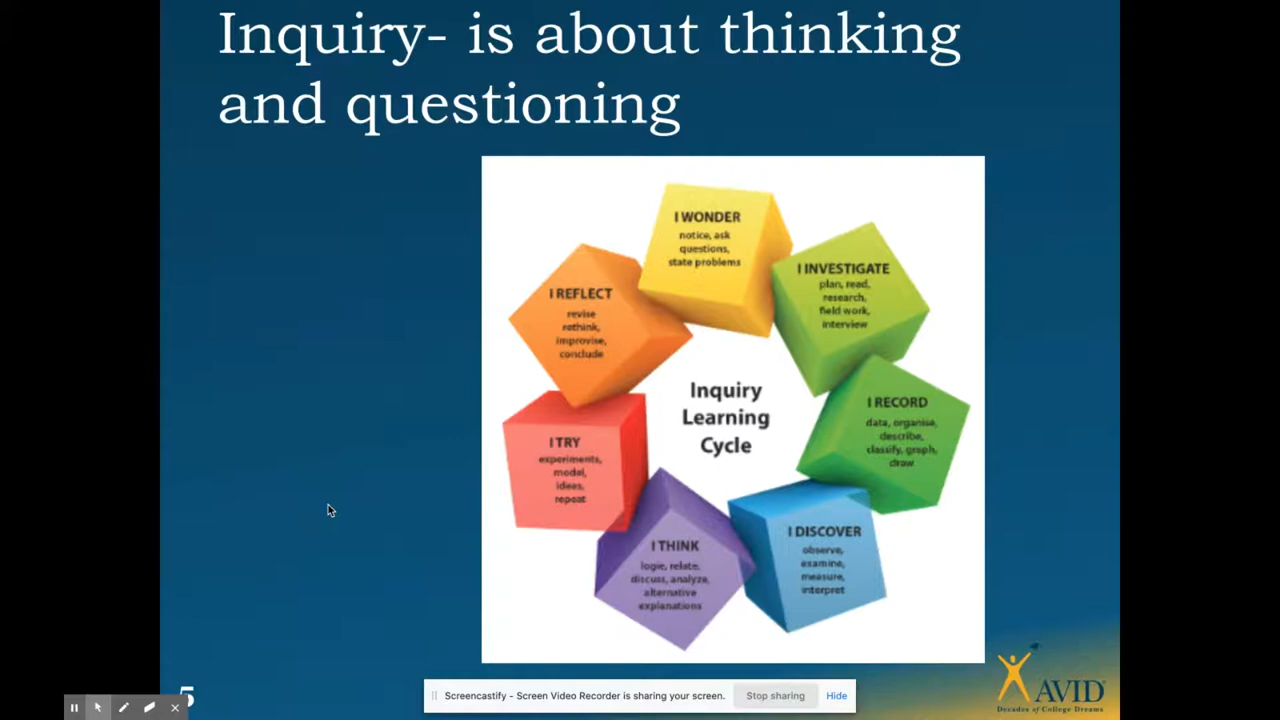 Inquiry- is about thinking
and questioning
I WONDER
notice, ask
questions,
state problems
I INVESTIGATE
plan, read,
research,
field work,
interview
I RECORD
data, organise,
describe,
classify, graph,
draw
I DISCOVER
observe,
examine,
measure,
interpret
I THINK
logic, relate,
discuss, analyze,
alternative
explanations
I TRY
experiments,
model,
ideas,
repeat
I REFLECT
revise
rethink,
improvise,
conclude
Inquiry
Learning
Cycle
5
Screencastify - Screen Video Recorder is sharing your screen.
Stop sharing
Hide
AVID
Decades of College Dreams